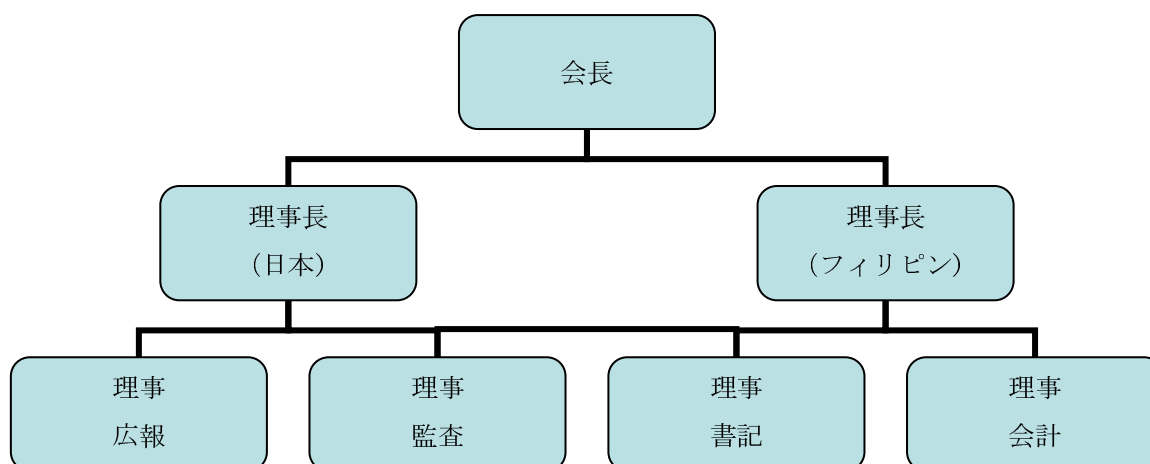 会長
理事長
（日本）
理事長
（フィリピン）
理事
広報
理事
監査
理事
書記
理事
会計